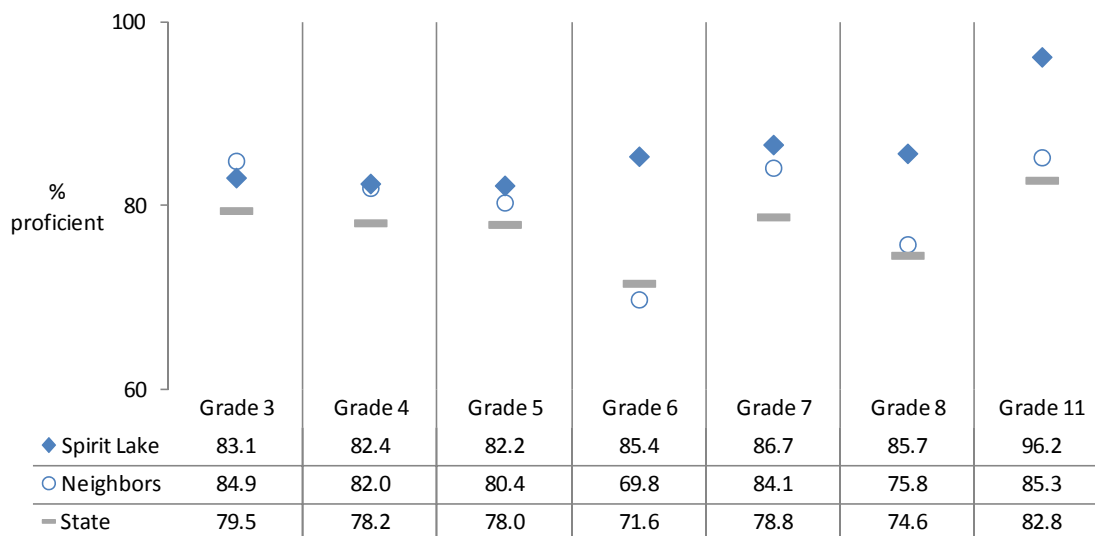 100
80
60
%
proficient
Grade 3 Grade 4 Grade 5 Grade 6 Grade 7 Grade 8 Grade 11
Spirit Lake 83.1 82.4 82.2 85.4 86.7 85.7 96.2
Neighbors 84.9 82.0 80.4 69.8 84.1 75.8 85.3
State 79.5 78.2 78.0 71.6 78.8 74.6 82.8